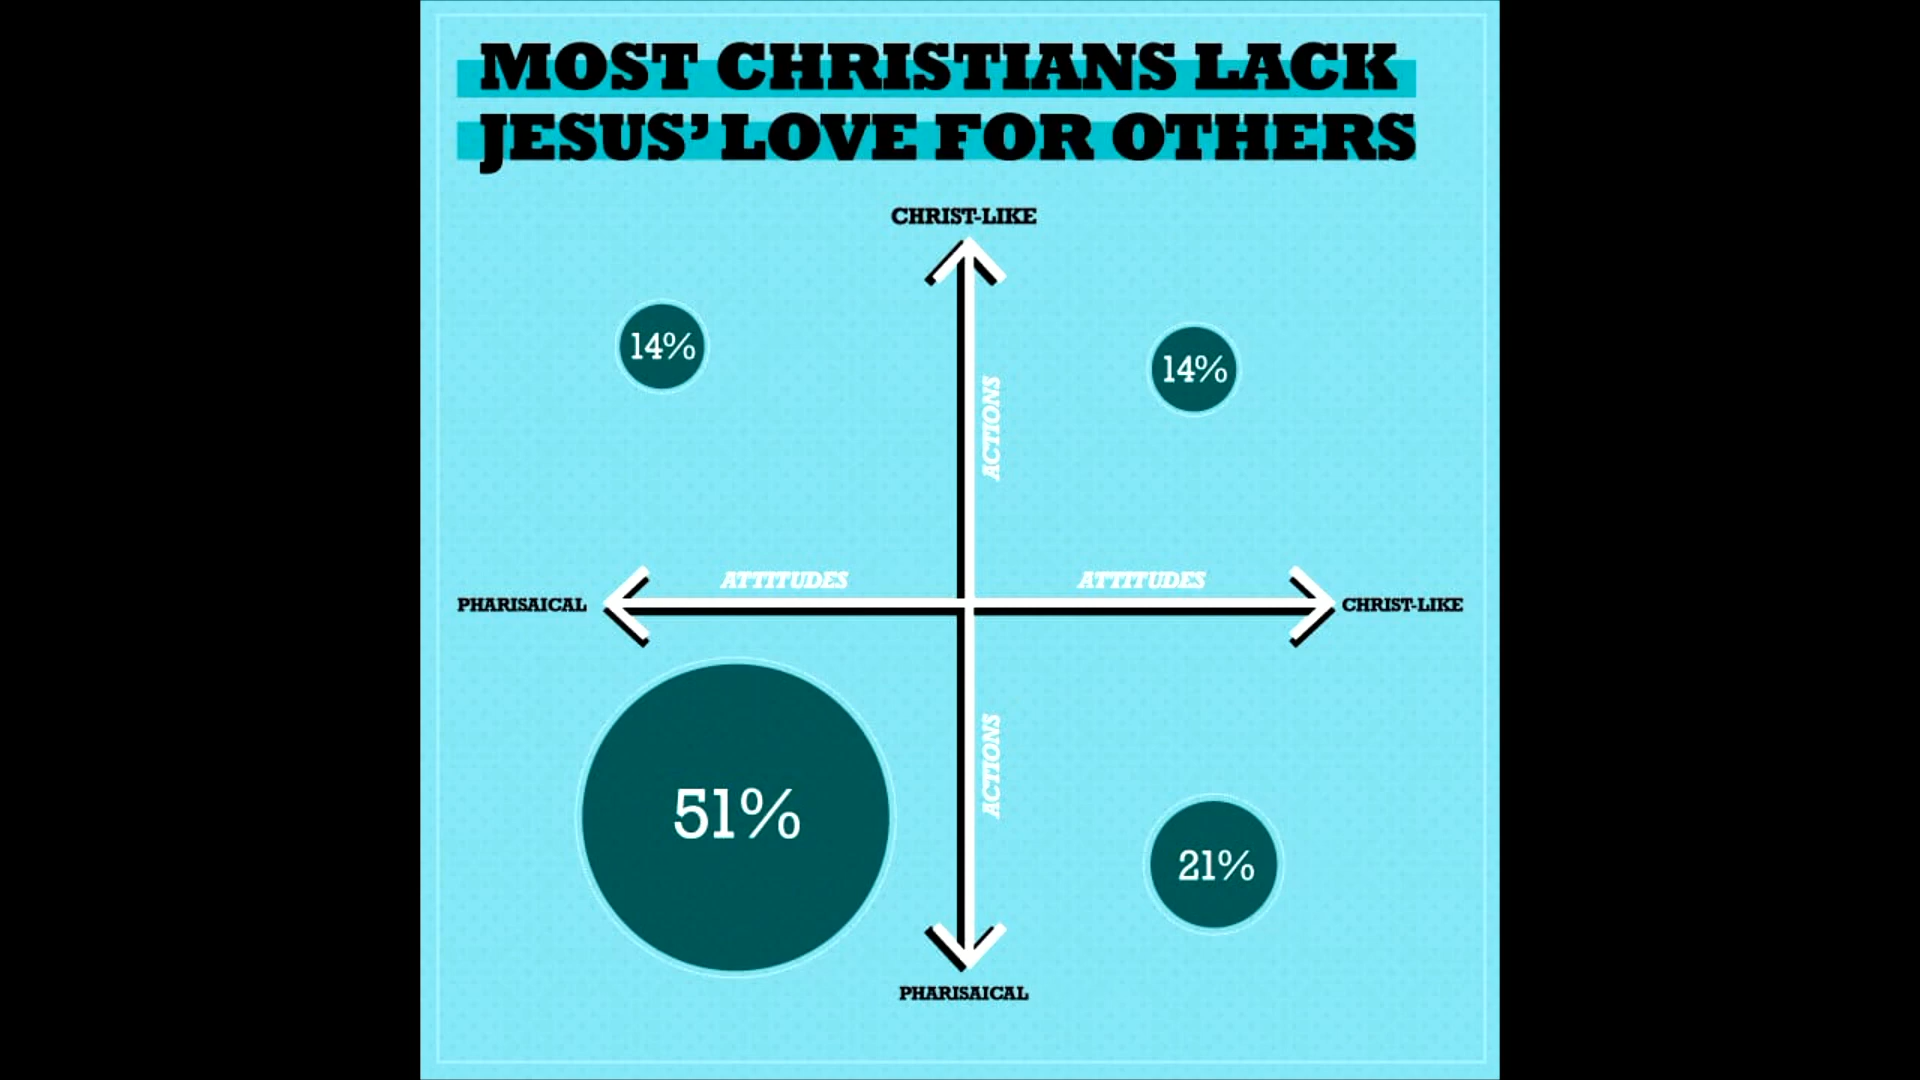 MOST CHRISTIANS LACK
JESUS’ LOVE FOR OTHERS
CHRIST-LIKE
14%
14%
ACTIONS
ATTITUDES
ATTITUDES
PHARISAICAL
CHRIST-LIKE
51%
ACTIONS
21%
PHARISAICAL